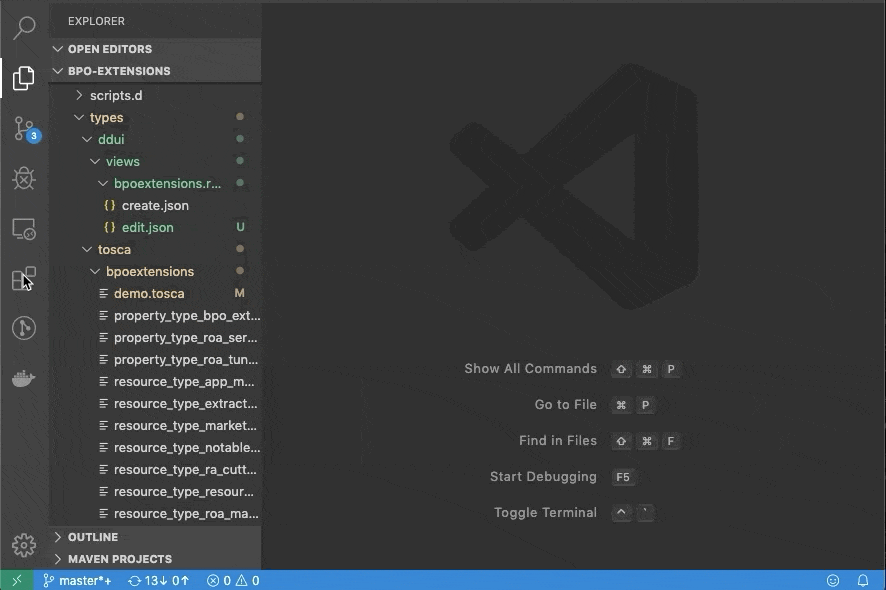 EXPLORER
OPEN EDITORS
BPO-EXTENSIONS
scripts.d
types
ddui
views
bpoextensions.r...
{} create.json
{} edit.json U
tosca
bpoextensions
demo.tosca M
property_type_bpo_ext...
property_type_roa_ser...
property_type_roa_tun...
resource_type_app_m...
resource_type_extract...
resource_type_market...
resource_type_notable...
resource_type_ra_cutt...
resource_type_resour...
resource_type_roa_ma...
OUTLINE
MAVEN PROJECTS
3
Show All Commands ⇧ ⌘ P
Go to File ⌘ P
Find in Files ⇧ ⌘ F
Start Debugging F5
Toggle Terminal ^ `
master*+ 13↓ 0↑ 0 0